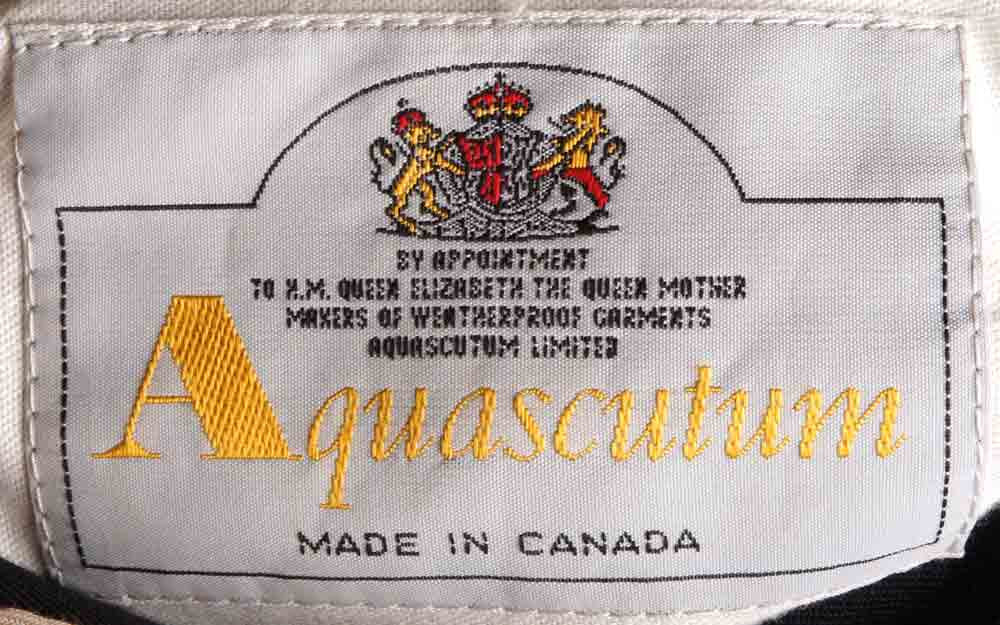 BY APPOINTMENT
TO H.M. QUEEN ELIZABETH THE QUEEN MOTHER
MAKERS OF WEATHERPROOF GARMENTS
AQUASCUTUM LIMITED
Aquascutum
MADE IN CANADA